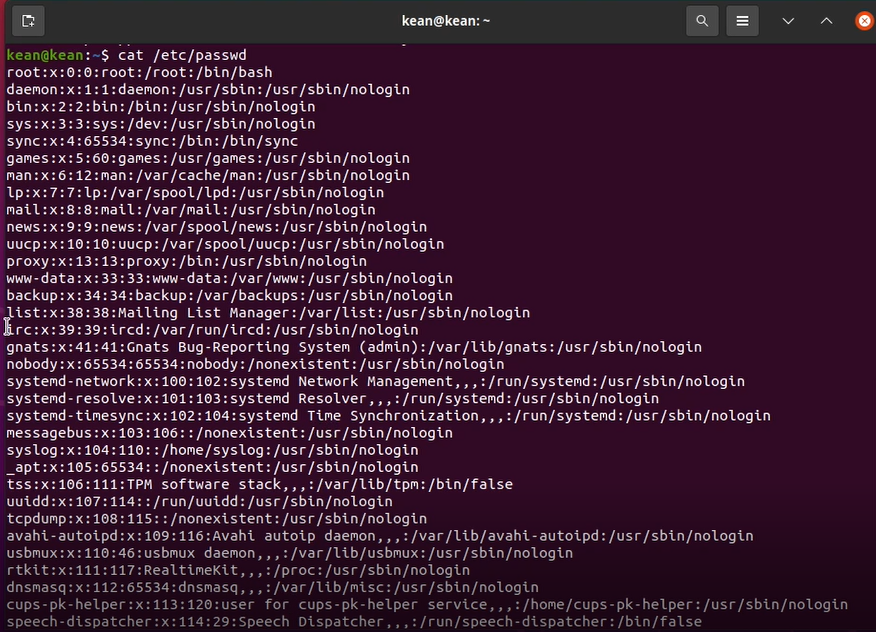 kean@kean: ~
kean@kean:~$ cat /etc/passwd
root:x:0:0:root:/root:/bin/bash
daemon:x:1:1:daemon:/usr/sbin:/usr/sbin/nologin
bin:x:2:2:bin:/bin:/usr/sbin/nologin
sys:x:3:3:sys:/dev:/usr/sbin/nologin
sync:x:4:65534:sync:/bin:/bin/sync
games:x:5:60:games:/usr/games:/usr/sbin/nologin
man:x:6:12:man:/var/cache/man:/usr/sbin/nologin
lp:x:7:7:lp:/var/spool/lpd:/usr/sbin/nologin
mail:x:8:8:mail:/var/mail:/usr/sbin/nologin
news:x:9:9:news:/var/spool/news:/usr/sbin/nologin
uucp:x:10:10:uucp:/var/spool/uucp:/usr/sbin/nologin
proxy:x:13:13:proxy:/bin:/usr/sbin/nologin
www-data:x:33:33:www-data:/var/www:/usr/sbin/nologin
backup:x:34:34:backup:/var/backups:/usr/sbin/nologin
list:x:38:38:Mailing List Manager:/var/list:/usr/sbin/nologin
irc:x:39:39:ircd:/var/run/ircd:/usr/sbin/nologin
gnats:x:41:41:Gnats Bug-Reporting System (admin):/var/lib/gnats:/usr/sbin/nologin
nobody:x:65534:65534:nobody:/nonexistent:/usr/sbin/nologin
systemd-network:x:100:102:systemd Network Management,,,:/run/systemd:/usr/sbin/nologin
systemd-resolve:x:101:103:systemd Resolver,,,:/run/systemd:/usr/sbin/nologin
systemd-timesync:x:102:104:systemd Time Synchronization,,,:/run/systemd:/usr/sbin/nologin
messagebus:x:103:106::/nonexistent:/usr/sbin/nologin
syslog:x:104:110::/home/syslog:/usr/sbin/nologin
_apt:x:105:65534::/nonexistent:/usr/sbin/nologin
tss:x:106:111:TPM software stack,,,:/var/lib/tpm:/bin/false
uuidd:x:107:114::/run/uuidd:/usr/sbin/nologin
tcpdump:x:108:115::/nonexistent:/usr/sbin/nologin
avahi-autoipd:x:109:116:Avahi autoip daemon,,,:/var/lib/avahi-autoipd:/usr/sbin/nologin
usbmux:x:110:46:usbmux daemon,,,:/var/lib/usbmux:/usr/sbin/nologin
rtkit:x:111:117:RealtimeKit,,,:/proc:/usr/sbin/nologin
dnsmasq:x:112:65534:dnsmasq,,,:/var/lib/misc:/usr/sbin/nologin
cups-pk-helper:x:113:120:user for cups-pk-helper service,,,:/home/cups-pk-helper:/usr/sbin/nologin
speech-dispatcher:x:114:29:Speech Dispatcher,,,:/run/speech-dispatcher:/bin/false